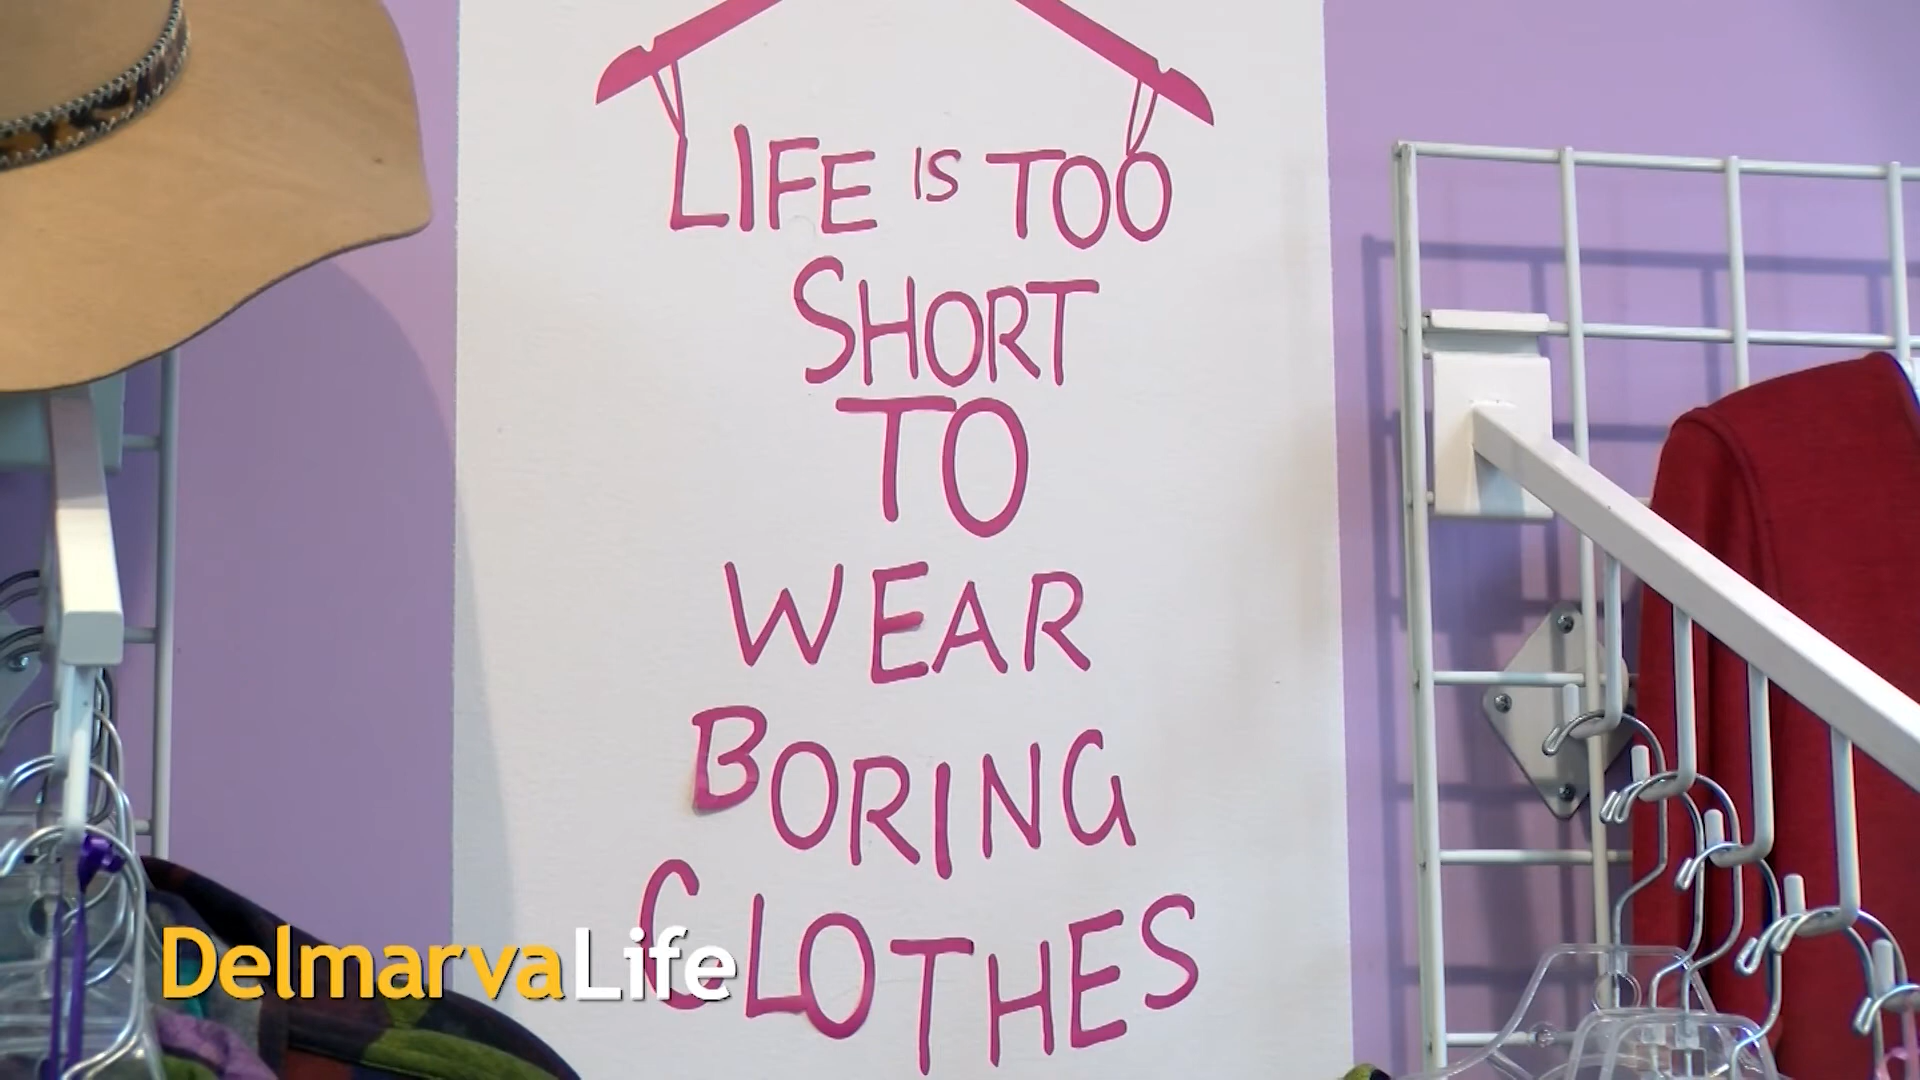 LIFE IS TOO
SHORT
TO
WEAR
BORING
CLOTHES
DelmarvaLife